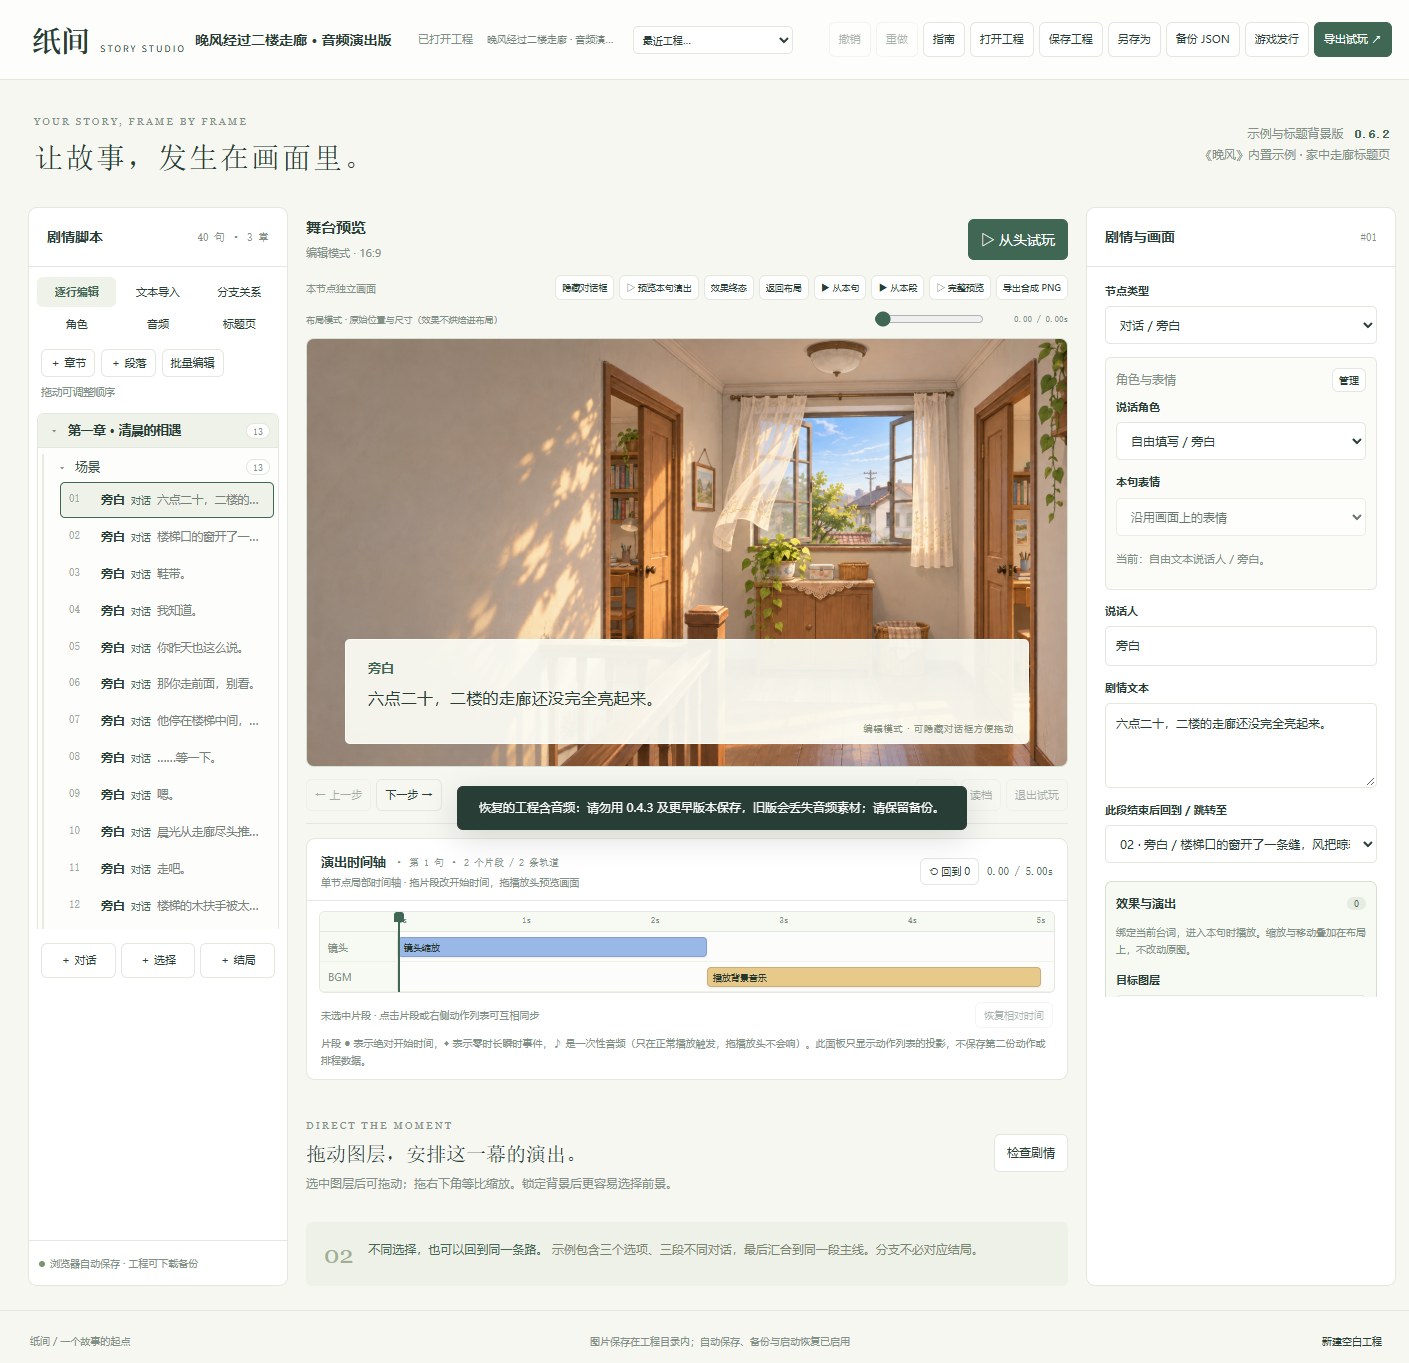 纸间 STORY STUDIO 晚风经过二楼走廊 • 音频演出版 已打开工程 晚风经过二楼走廊 · 音频演... 最近工程... 撤销 重做 指南 打开工程 保存工程 另存为 备份 JSON 游戏发行 导出试玩 ↗
YOUR STORY, FRAME BY FRAME
让故事，发生在画面里。
示例与标题背景版 0.6.2
《晚风》内置示例 · 家中走廊标题页
剧情脚本 40 句 · 3 章
逐行编辑 文本导入 分支关系
角色 音频 标题页
+ 章节 + 段落 批量编辑
拖动可调整顺序
第一章 • 清晨的相遇 13
场景 13
01 旁白 对话 六点二十，二楼的...
02 旁白 对话 楼梯口的窗开了一...
03 旁白 对话 鞋带。
04 旁白 对话 我知道。
05 旁白 对话 你昨天也这么说。
06 旁白 对话 那你走前面，别看。
07 旁白 对话 他停在楼梯中间，...
08 旁白 对话 ……等一下。
09 旁白 对话 嗯。
10 旁白 对话 晨光从走廊尽头推...
11 旁白 对话 走吧。
12 旁白 对话 楼梯的木扶手被太...
+ 对话 + 选择 + 结局
浏览器自动保存 · 工程可下载备份
舞台预览
编辑模式 · 16:9
▷ 从头试玩
本节点独立画面 隐藏对话框 ▷ 预览本句演出 效果终态 返回布局 ▶ 从本句 ▶ 从本段 ▷ 完整预览 导出合成 PNG
布局模式 · 原始位置与尺寸（效果不烘焙进布局） 0.00 / 0.00s
旁白
六点二十，二楼的走廊还没完全亮起来。
编辑模式 · 可隐藏对话框方便拖动
← 上一步 下一步 → 读档 退出试玩
恢复的工程含音频：请勿用 0.4.3 及更早版本保存，旧版会丢失音频素材；请保留备份。
演出时间轴 · 第 1 句 · 2 个片段 / 2 条轨道
单节点局部时间轴 · 拖片段改开始时间，拖播放头预览画面
回到 0 0.00 / 5.00s
s 1s 2s 3s 4s 5s
镜头 镜头缩放
BGM 播放背景音乐
未选中片段 · 点击片段或右侧动作列表可互相同步 恢复相对时间
片段 ● 表示绝对开始时间，♦ 表示零时长瞬时事件，♪ 是一次性音频（只在正常播放触发，拖播放头不会响）。此面板只显示动作列表的投影，不保存第二份动作或
排程数据。
DIRECT THE MOMENT
拖动图层，安排这一幕的演出。
选中图层后可拖动；拖右下角等比缩放。锁定背景后更容易选择前景。
检查剧情
02 不同选择，也可以回到同一条路。 示例包含三个选项、三段不同对话，最后汇合到同一段主线。分支不必对应结局。
剧情与画面 #01
节点类型
对话 / 旁白
角色与表情 管理
说话角色
自由填写 / 旁白
本句表情
沿用画面上的表情
当前：自由文本说话人 / 旁白。
说话人
旁白
剧情文本
六点二十，二楼的走廊还没完全亮起来。
此段结束后回到 / 跳转至
02 · 旁白 / 楼梯口的窗开了一条缝，风把晾
效果与演出 0
绑定当前台词，进入本句时播放。缩放与移动叠加在布局
上，不改动原图。
目标图层
纸间 / 一个故事的起点
图片保存在工程目录内；自动保存、备份与启动恢复已启用
新建空白工程